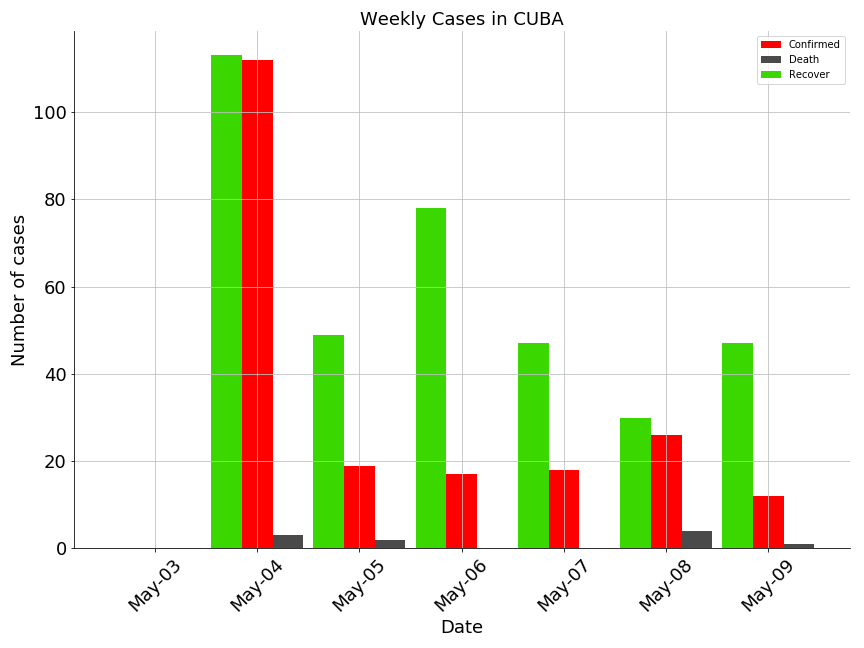 Weekly Cases in CUBA
Confirmed
Death
Recover
Number of cases
100
80
60
40
20
0
May-03
May-04
May-05
May-06
May-07
May-08
May-09
Date